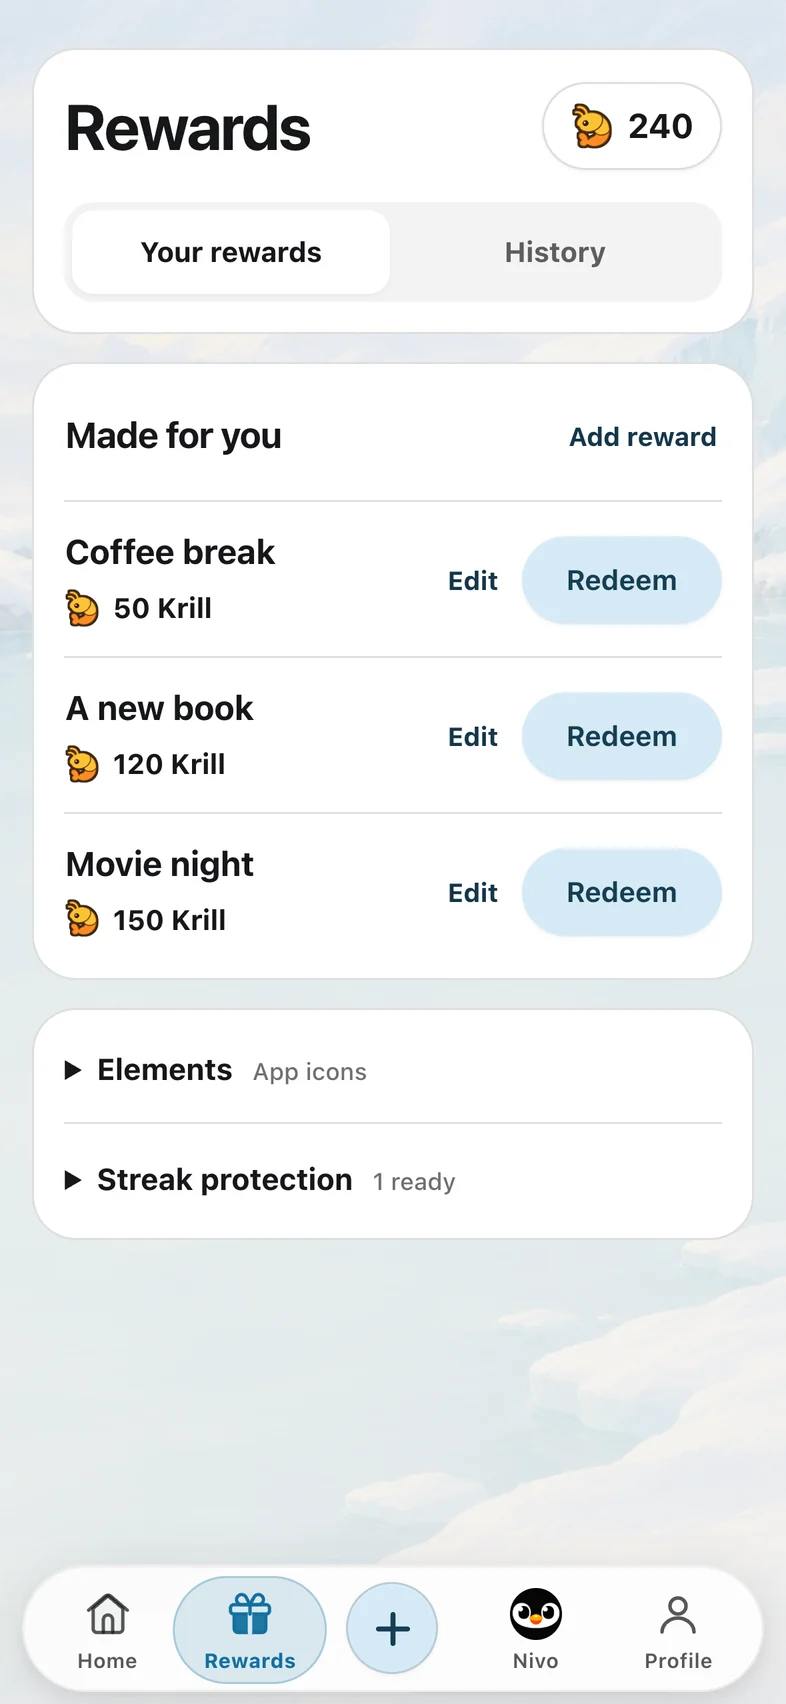 Rewards
240
Your rewards
History
Made for you
Add reward
Coffee break
50 Krill
Edit
Redeem
A new book
120 Krill
Edit
Redeem
Movie night
150 Krill
Edit
Redeem
Elements App icons
Streak protection 1 ready
Home
Rewards
Nivo
Profile